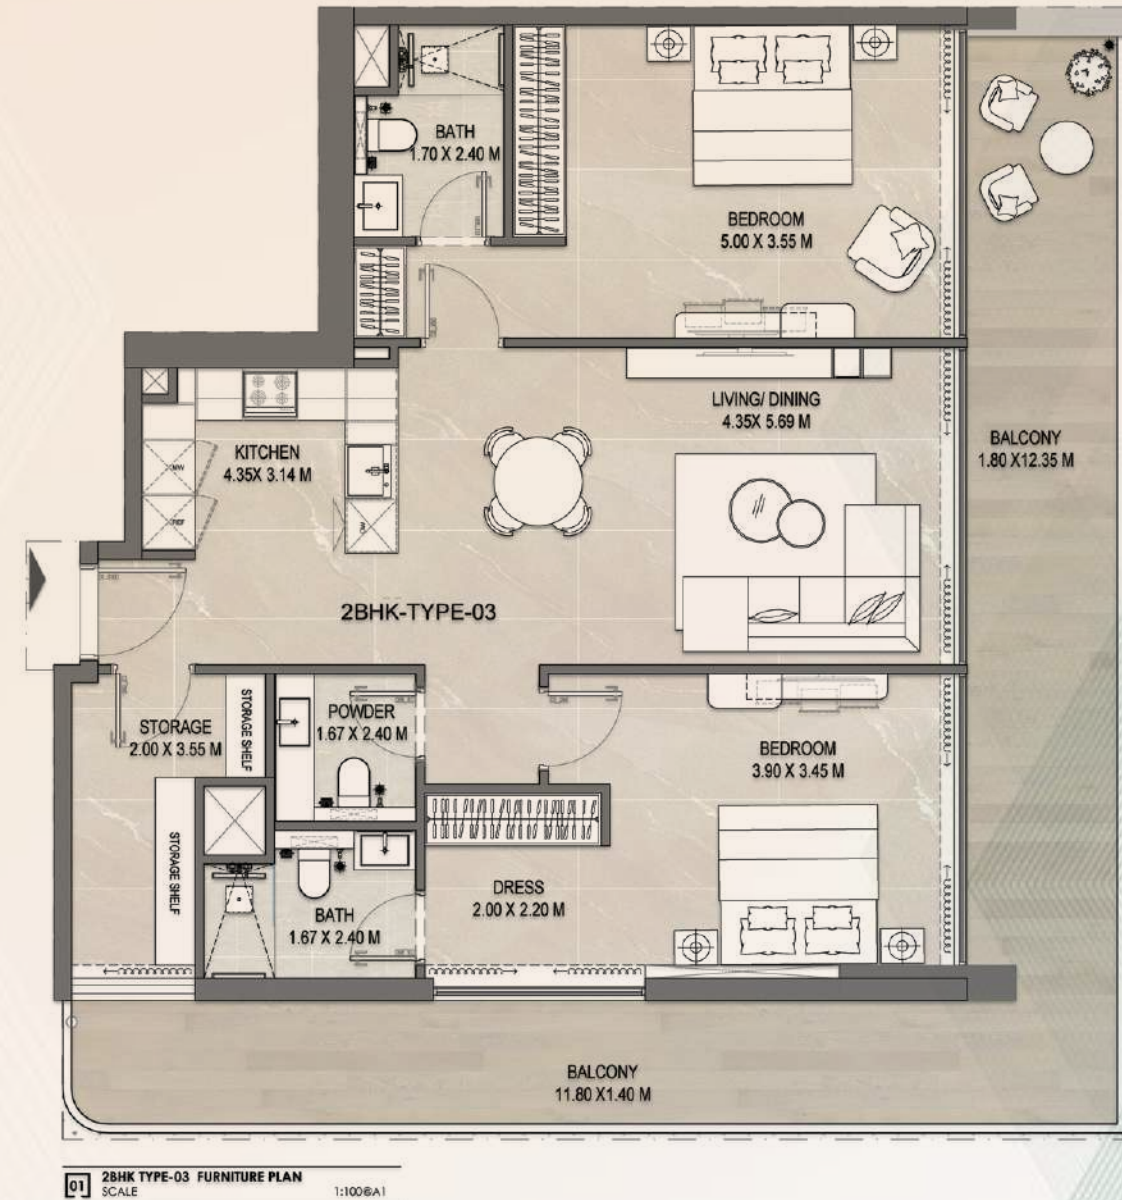 BATH
1.70 X 2.40 M
BEDROOM
5.00 X 3.55 M
LIVING/ DINING
4.35X 5.69 M
BALCONY
1.80 X12.35 M
KITCHEN
4.35X 3.14 M
MW
REF
2BHK-TYPE-03
STORAGE
2.00 X 3.55 M
STORAGE SHELF
POWDER
1.67 X 2.40 M
BEDROOM
3.90 X 3.45 M
STORAGE SHELF
DRESS
2.00 X 2.20 M
BATH
1.67 X 2.40 M
BALCONY
11.80 X1.40 M
01 2BHK TYPE-03 FURNITURE PLAN
SCALE 1:100@A1